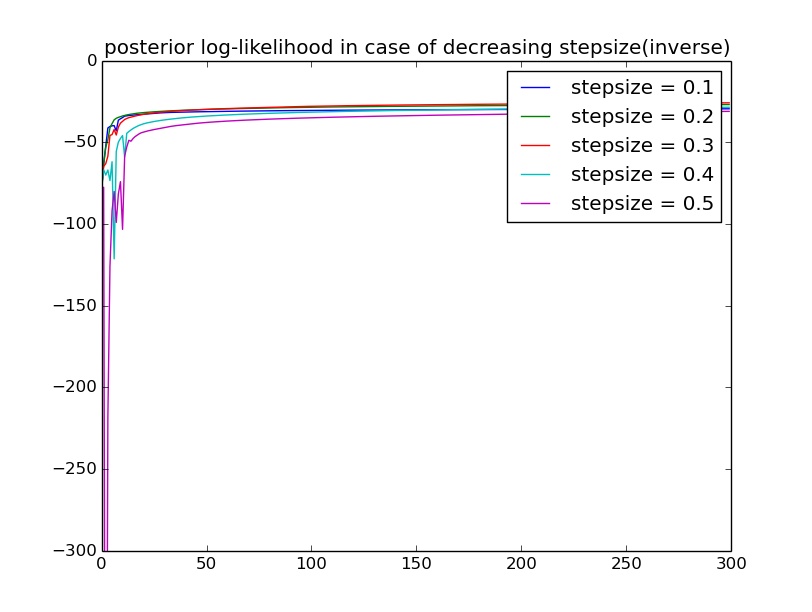 posterior log-likelihood in case of decreasing stepsize(inverse)
0
−50
−100
−150
−200
−250
−300
stepsize = 0.1
stepsize = 0.2
stepsize = 0.3
stepsize = 0.4
stepsize = 0.5
0 50 100 150 200 250 300